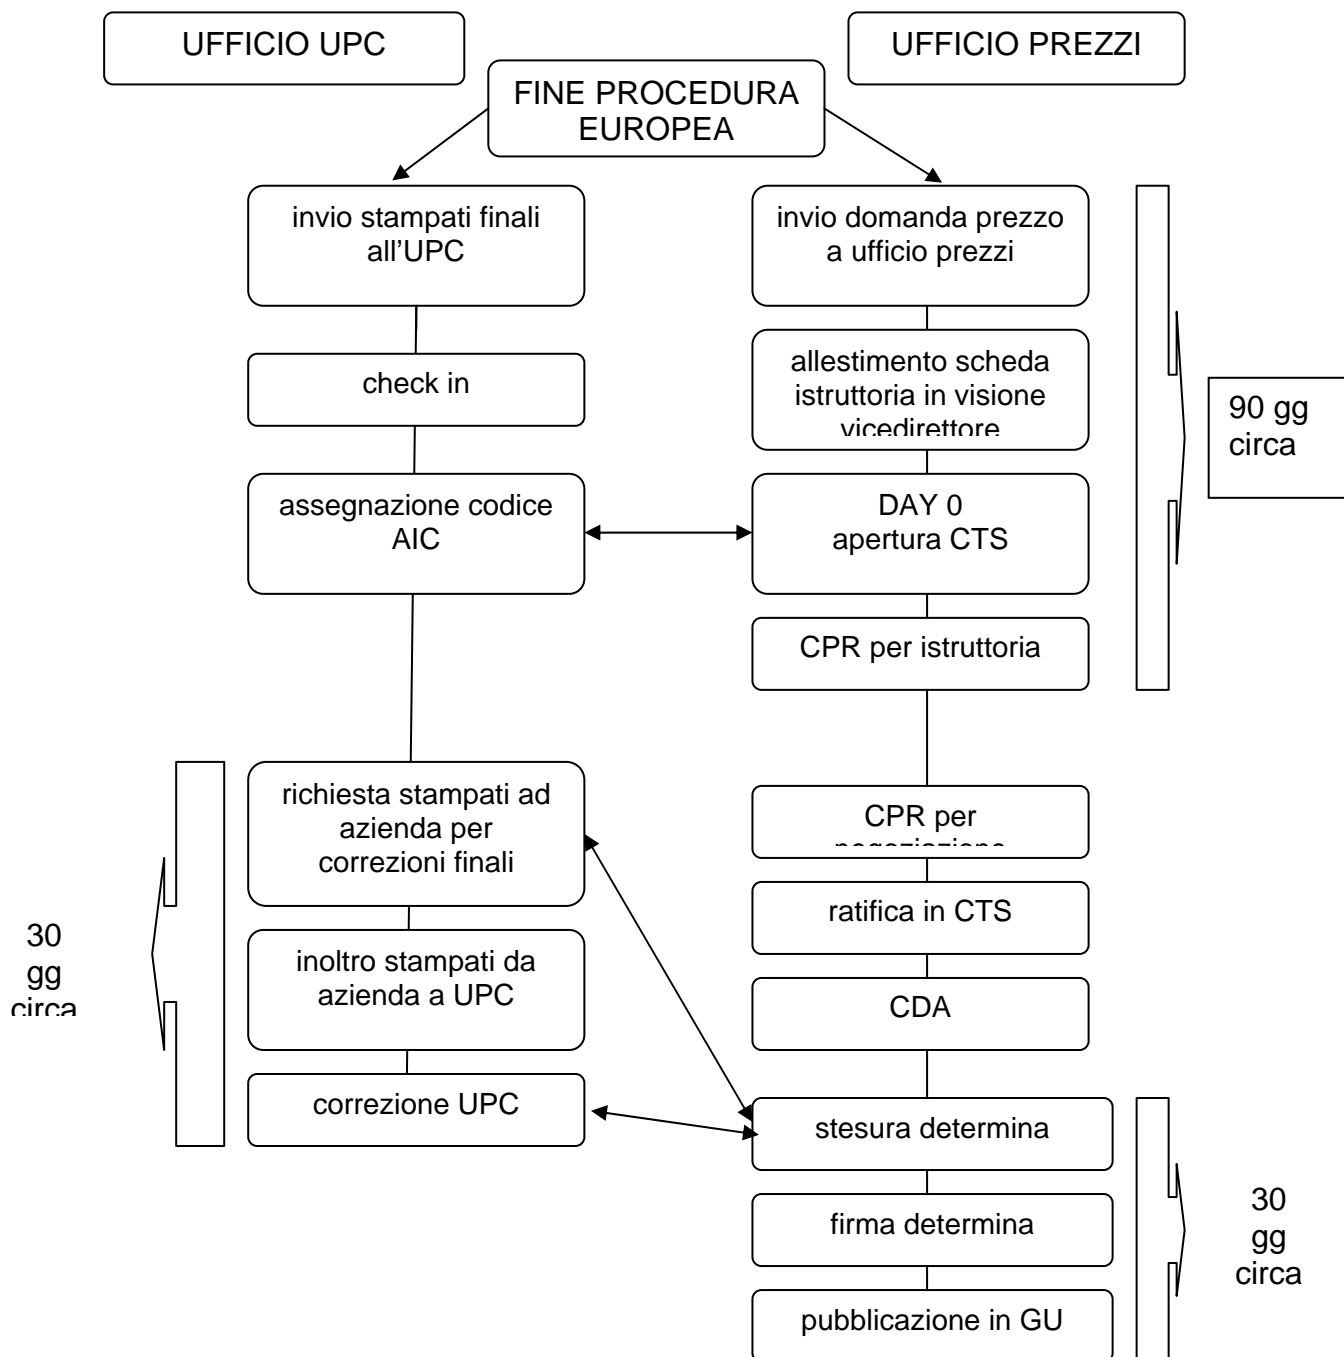 UFFICIO UPC
UFFICIO PREZZI
FINE PROCEDURA
EUROPEA
invio stampati finali
all'UPC
invio domanda prezzo
a ufficio prezzi
check in
allestimento scheda
istruttoria in visione
vicedirettore
90 gg
circa
assegnazione codice
AIC
DAY 0
apertura CTS
CPR per istruttoria
richiesta stampati ad
azienda per
correzioni finali
CPR per
negoziazione
ratifica in CTS
30
gg
circa
inoltro stampati da
azienda a UPC
CDA
correzione UPC
stesura determina
firma determina
30
gg
circa
pubblicazione in GU